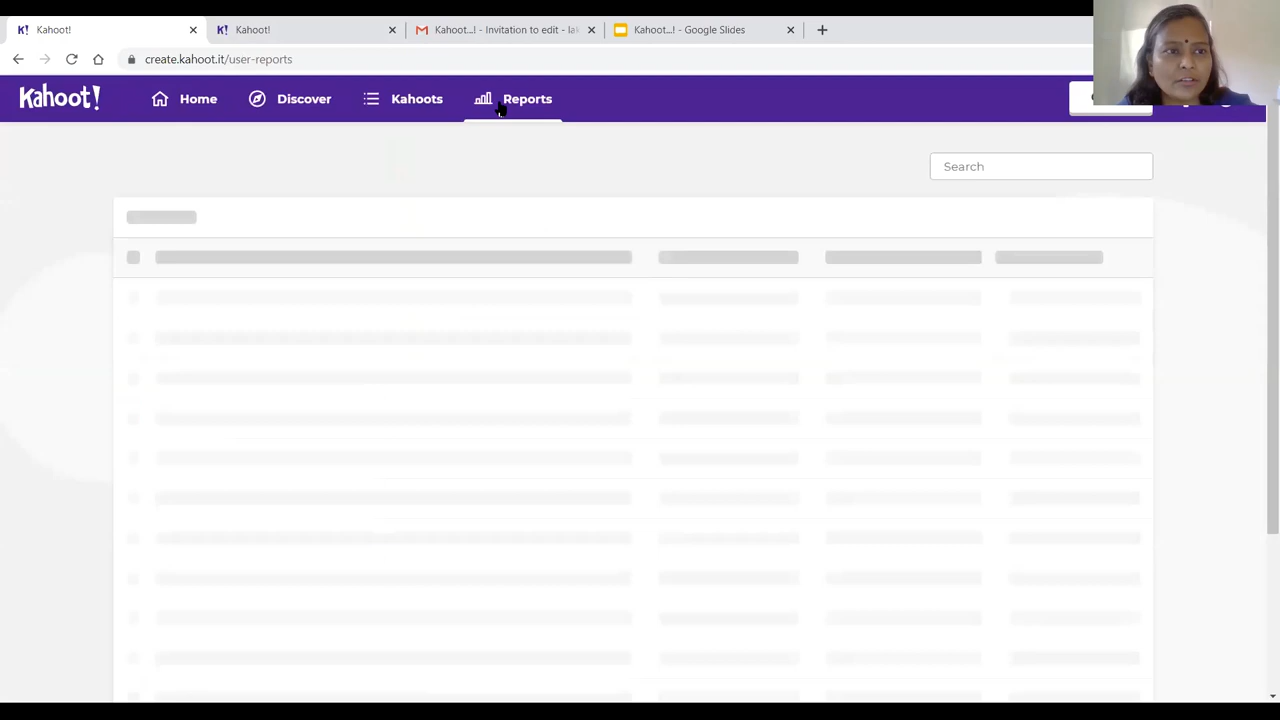 Kahoot!
Kahoot!
Kahoot...! - Invitation to edit - la
Kahoot...! - Google Slides
create.kahoot.it/user-reports
Kahoot!
Home
Discover
Kahoots
Reports
Search